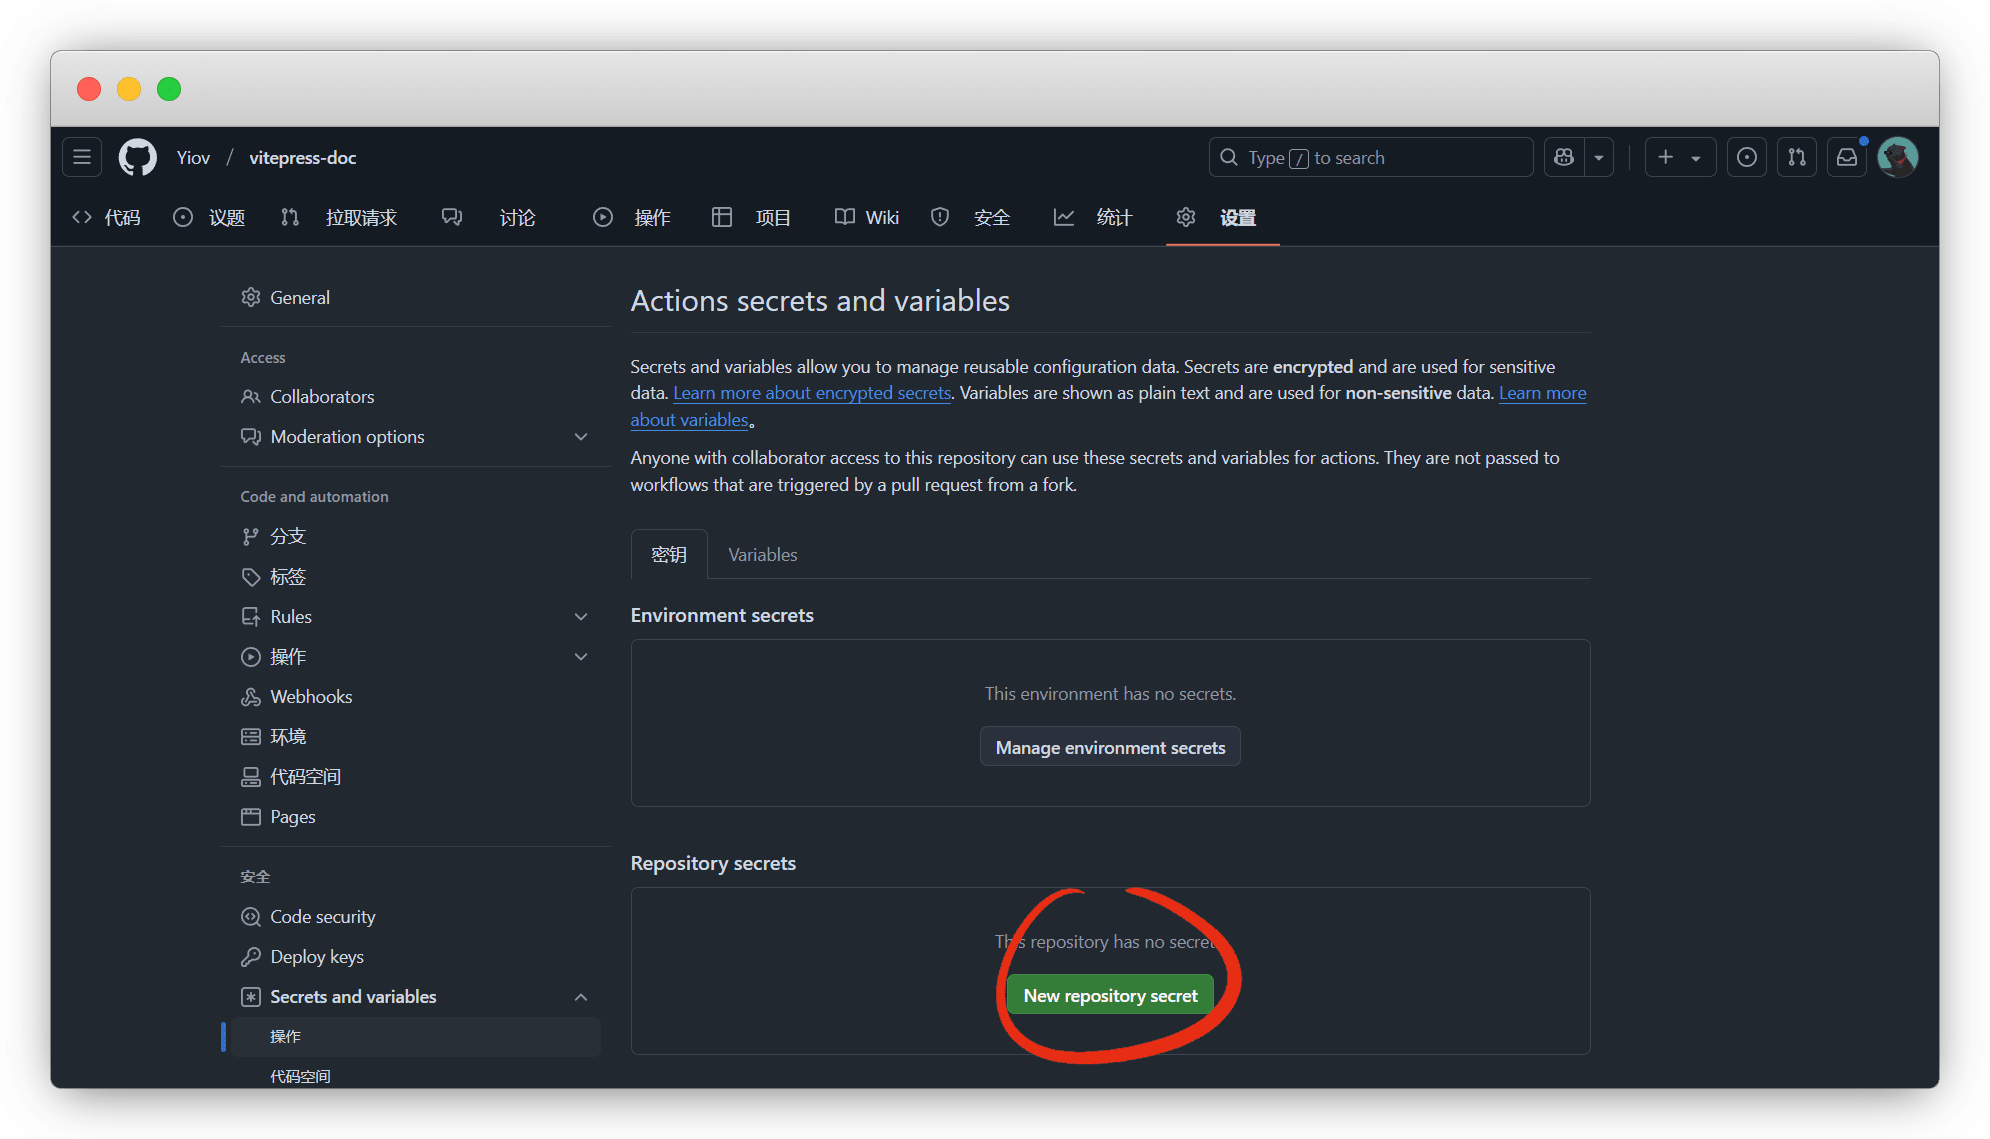 Yiov / vitepress-doc
Type / to search
代码 议题 拉取请求 讨论 操作 项目 Wiki 安全 统计 设置
General
Access
Collaborators
Moderation options
Code and automation
分支
标签
Rules
操作
Webhooks
环境
代码空间
Pages
安全
Code security
Deploy keys
Secrets and variables
操作
代码空间
Actions secrets and variables
Secrets and variables allow you to manage reusable configuration data. Secrets are encrypted and are used for sensitive
data. Learn more about encrypted secrets. Variables are shown as plain text and are used for non-sensitive data. Learn more
about variables。
Anyone with collaborator access to this repository can use these secrets and variables for actions. They are not passed to
workflows that are triggered by a pull request from a fork.
密钥 Variables
Environment secrets
This environment has no secrets.
Manage environment secrets
Repository secrets
This repository has no secret
New repository secret